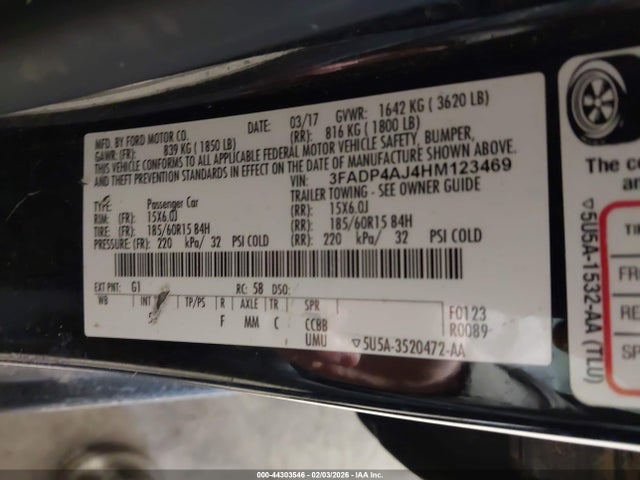 MFD. BY FORD MOTOR CO.
DATE: 03/17 GVWR: 1642 KG ( 3620 LB)
GAWR: (FR): 839 KG ( 1850 LB) (RR): 816 KG ( 1800 LB)
THIS VEHICLE CONFORMS TO ALL APPLICABLE FEDERAL MOTOR VEHICLE SAFETY, BUMPER,
AND THEFT PREVENTION STANDARDS IN EFFECT ON THE DATE OF MANUFACTURE SHOWN ABOVE.
VIN: 3FADP4AJ4HM123469
TYPE: Passenger Car TRAILER TOWING - SEE OWNER GUIDE
RIM: (FR): 15X6.0J (RR): 15X6.0J
(FR): 185/60R15 84H (RR): 185/60R15 84H
PRESSURE: (FR): 220 kPa/ 32 PSI COLD (RR): 220 kPa/ 32 PSI COLD
EXT PNT: G1 RC: 58 DSO:
WB INT TP/PS R AXLE TR SPR
F MM C CCBB
UMU
F0123
R0089
▽5U5A-3520472-AA
The co
are
▽5U5A-1532-AA (TLU)
TI
FR
RE
SP
000-44303546 - 02/03/2026 - IAA Inc.